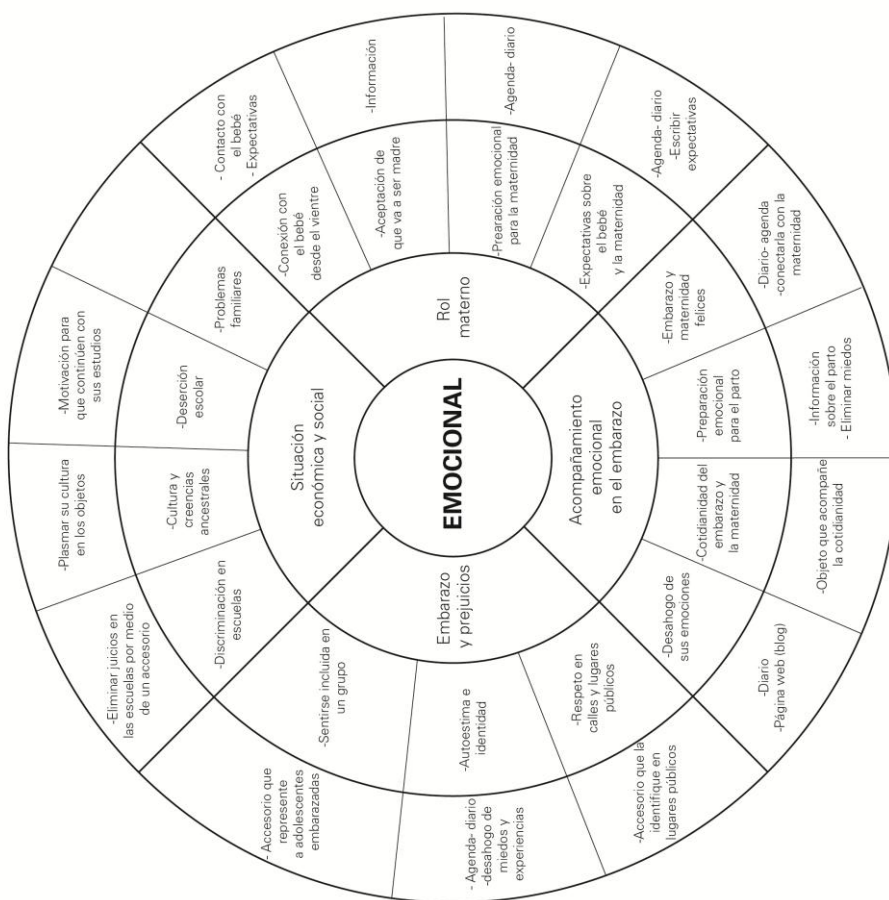 EMOCIONAL
Situación
económica y social
Rol
materno
Acompañamiento
emocional
en el embarazo
Embarazo
y prejuicios
-Discriminación en
escuelas
-Cultura y
creencias
ancestrales
-Deserción
escolar
-Problemas
familiares
-Conexión con
el bebé
desde el vientre
-Aceptación de
que va a ser madre
-Prearación emocional
para la maternidad
-Expectativas sobre
el bebé
y la maternidad
-Embarazo y
maternidad
felices
-Preparación
emocional
para el parto
-Cotidianidad del
embarazo y
la maternidad
-Desahogo de
sus emociones
-Respeto en
calles y lugares
públicos
-Autoestima e
identidad
-Sentirse incluida en
un grupo
-Eliminar juicios en
las escuelas por medio
de un accesorio
-Plasmar su cultura
en los objetos
-Motivación para
que continúen con
sus estudios
- Contacto con
el bebé
- Expectativas
-Información
-Agenda- diario
-Agenda- diario
-Escribir
expectativas
-Diario- agenda
-conectarla con la
maternidad
-Información
sobre el parto
- Eliminar miedos
-Objeto que acompañe
la cotidianidad
-Diario
-Página web (blog)
-Accesorio que la
identifique en
lugares públicos
- Agenda- diario
-desahogo de
miedos y
experiencias
- Accesorio que
represente
a adolescentes
embarazadas